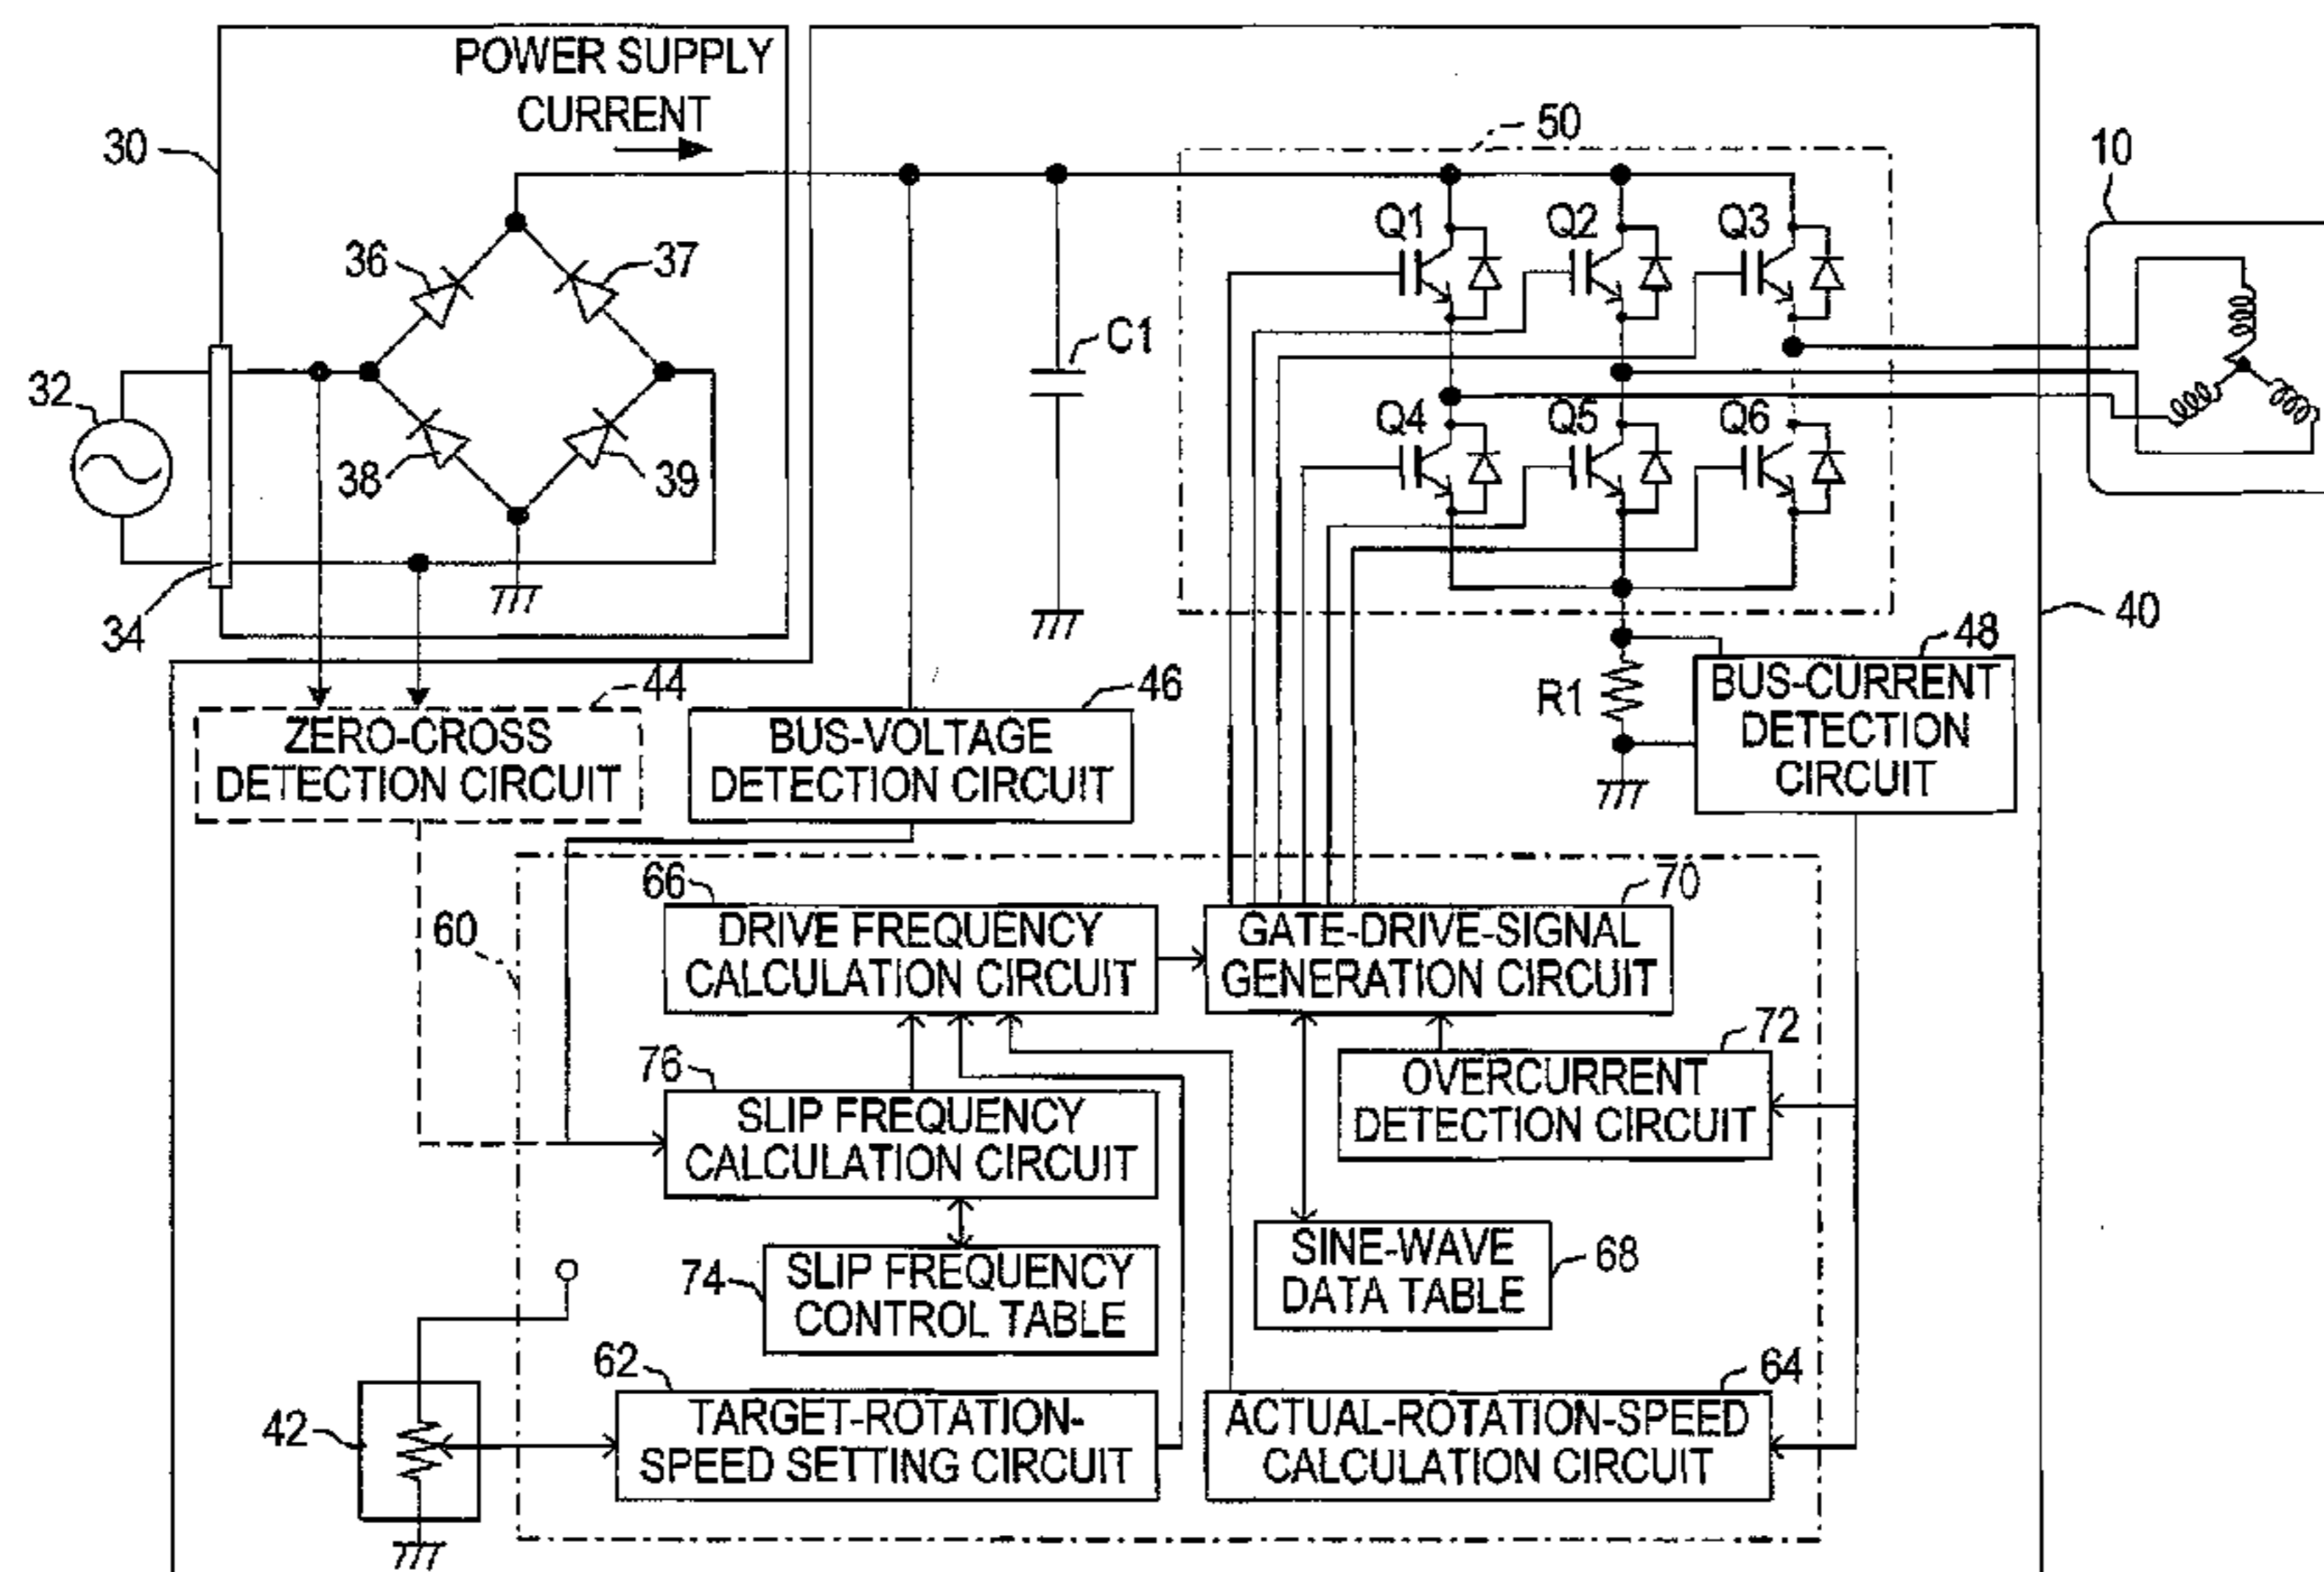 POWER SUPPLY
CURRENT
30
50
10
Q1
Q2
Q3
36
37
C1
32
Q4
Q5
Q6
38
39
34
40
48
44
46
R1
BUS-CURRENT
DETECTION
CIRCUIT
ZERO-CROSS
DETECTION CIRCUIT
BUS-VOLTAGE
DETECTION CIRCUIT
66
70
60
DRIVE FREQUENCY
CALCULATION CIRCUIT
GATE-DRIVE-SIGNAL
GENERATION CIRCUIT
72
76
OVERCURRENT
DETECTION CIRCUIT
SLIP FREQUENCY
CALCULATION CIRCUIT
SINE-WAVE
DATA TABLE
68
74
SLIP FREQUENCY
CONTROL TABLE
62
64
42
TARGET-ROTATION-
SPEED SETTING CIRCUIT
ACTUAL-ROTATION-SPEED
CALCULATION CIRCUIT